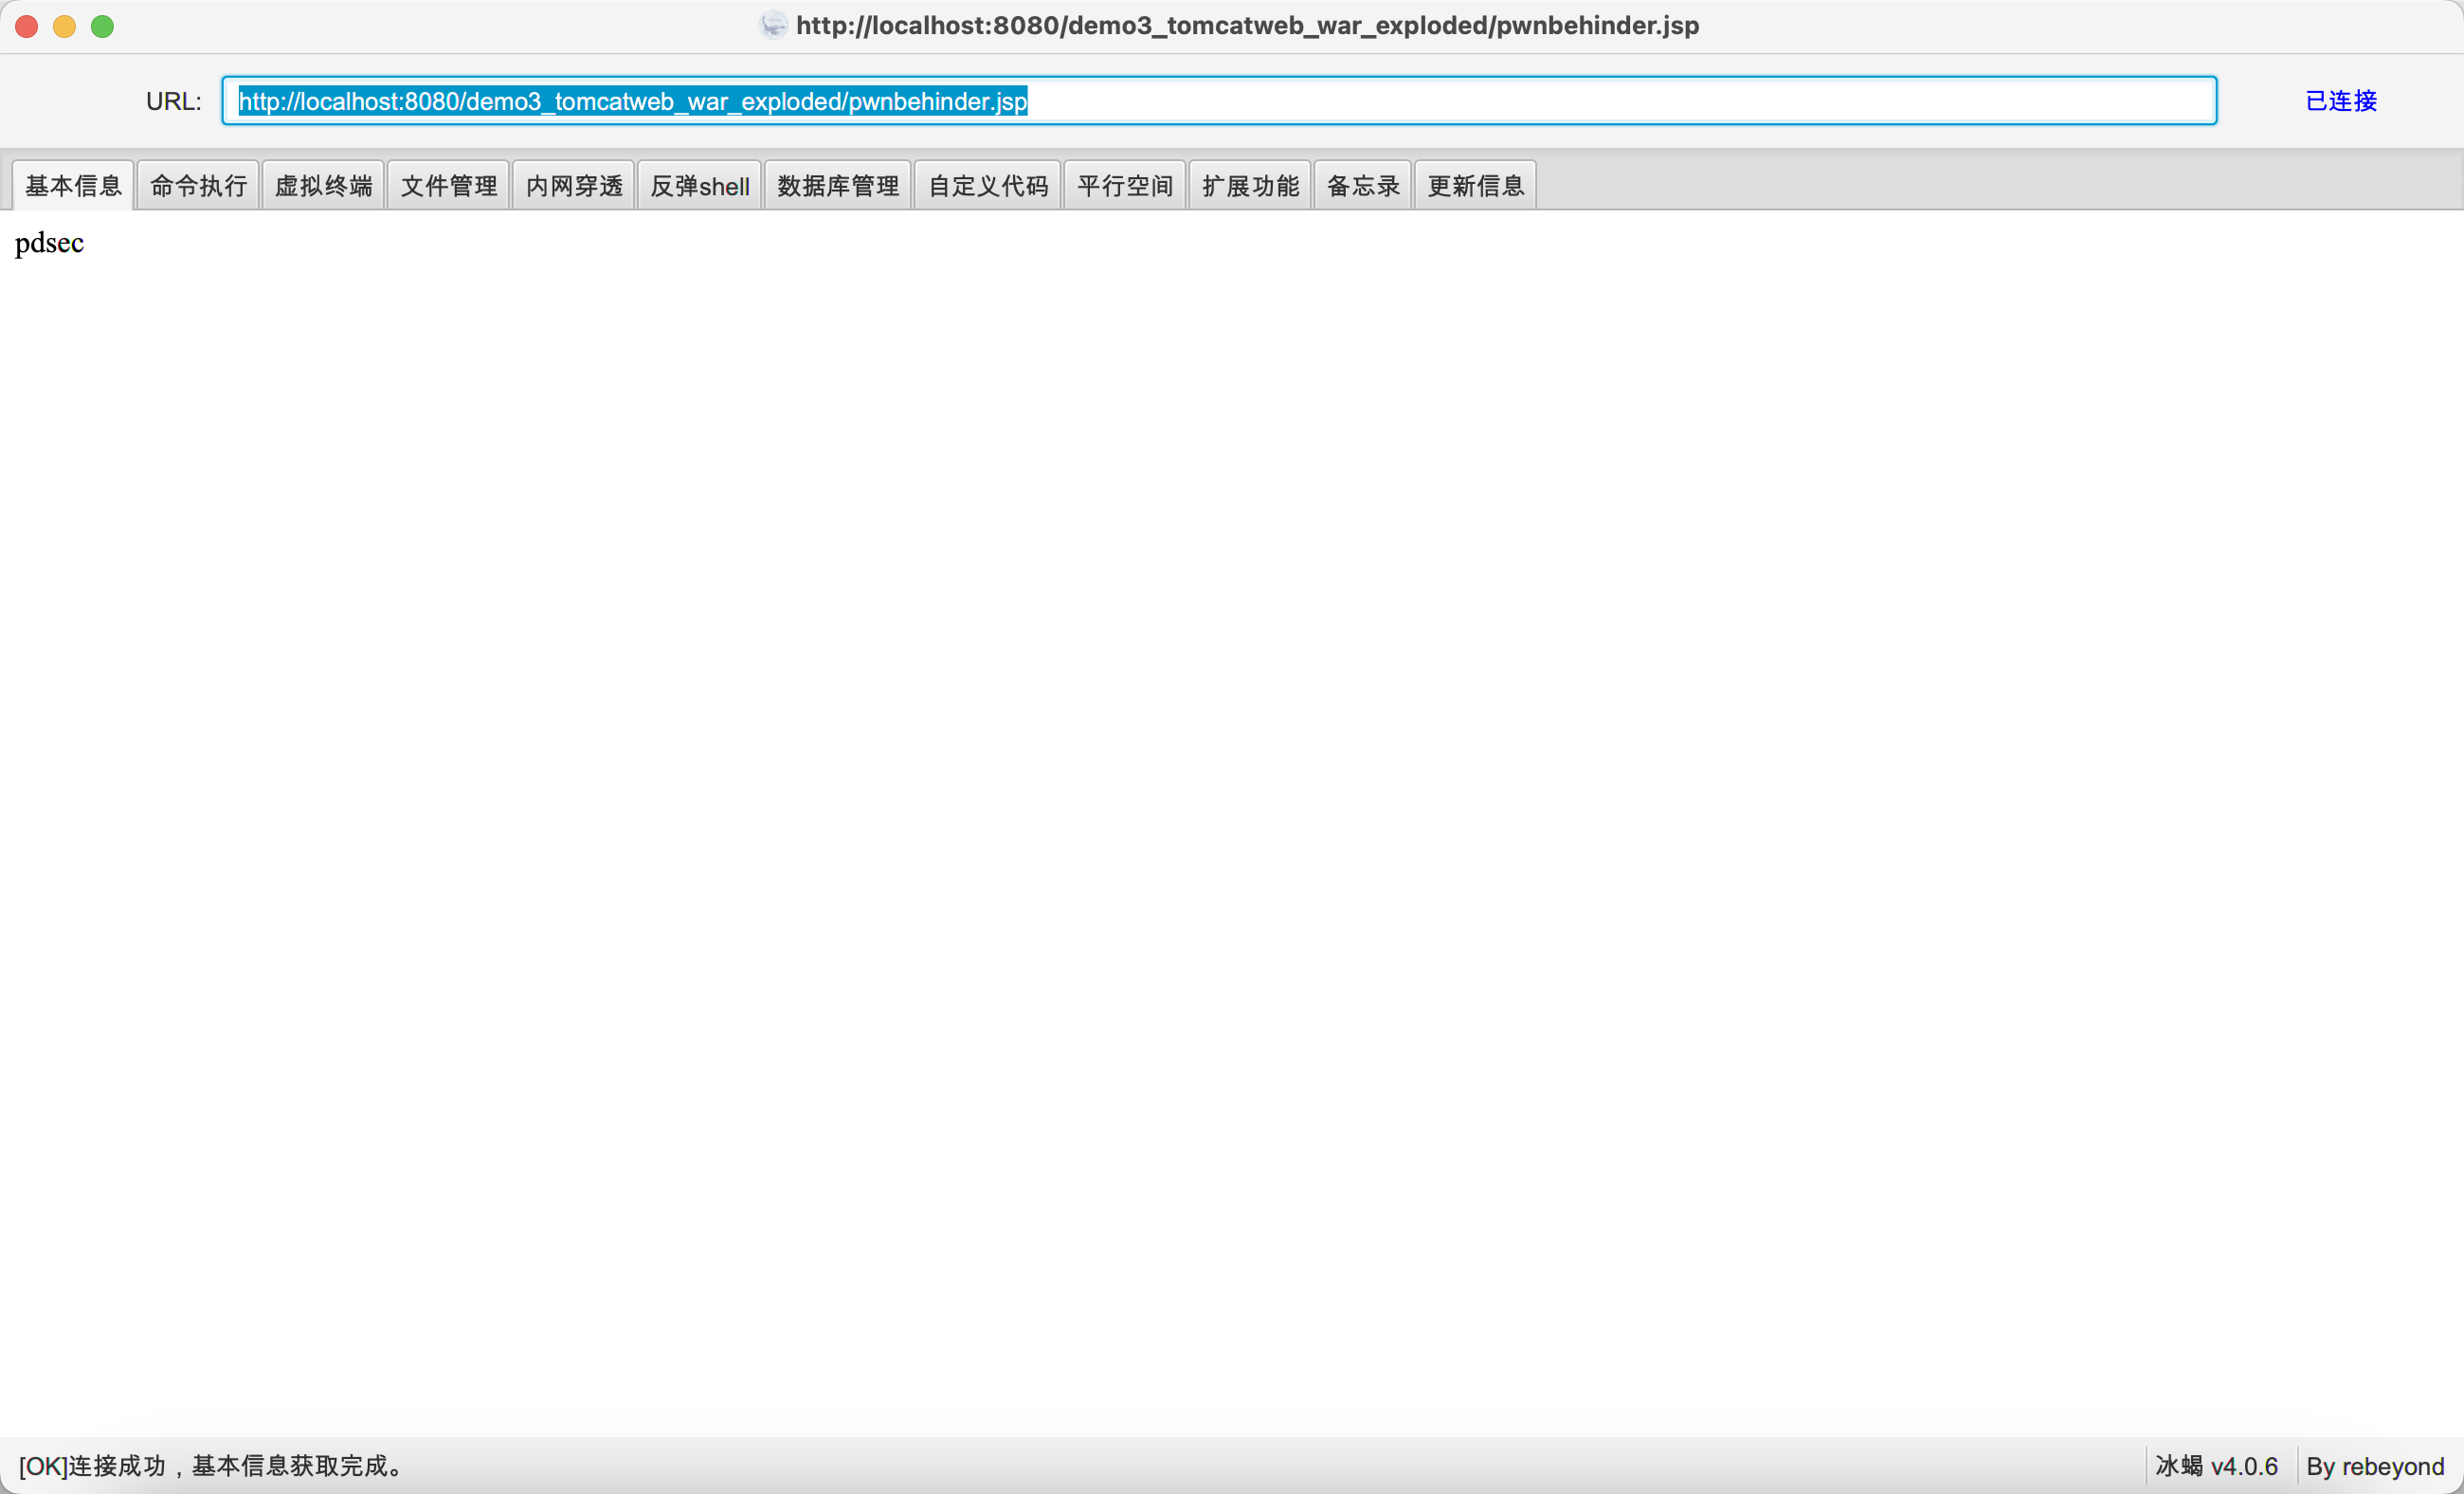 http://localhost:8080/demo3_tomcatweb_war_exploded/pwnbehinder.jsp
URL: http://localhost:8080/demo3_tomcatweb_war_exploded/pwnbehinder.jsp 已连接
基本信息 命令执行 虚拟终端 文件管理 内网穿透 反弹shell 数据库管理 自定义代码 平行空间 扩展功能 备忘录 更新信息
pdsec
[OK]连接成功，基本信息获取完成。 冰蝎 v4.0.6 By rebeyond